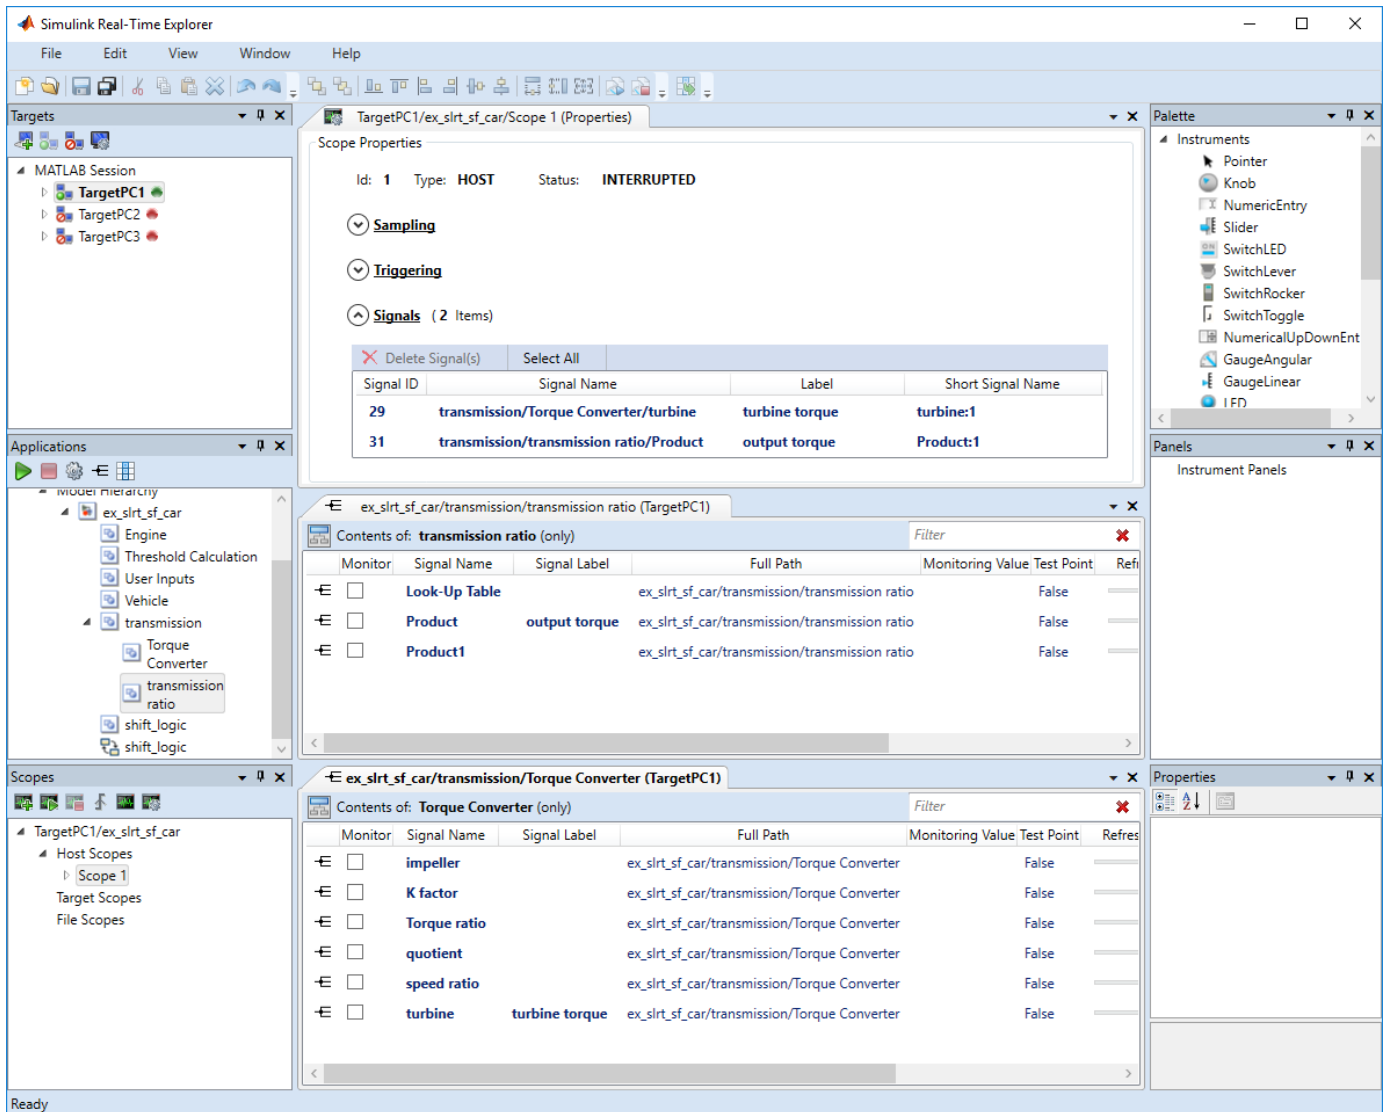 Simulink Real-Time Explorer
File Edit View Window Help
Targets
MATLAB Session
TargetPC1
TargetPC2
TargetPC3
Applications
Model Hierarchy
ex_slrt_sf_car
Engine
Threshold Calculation
User Inputs
Vehicle
transmission
Torque
Converter
transmission
ratio
shift_logic
shift_logic
Scopes
TargetPC1/ex_slrt_sf_car
Host Scopes
Scope 1
Target Scopes
File Scopes
TargetPC1/ex_slrt_sf_car/Scope 1 (Properties)
Scope Properties
Id: 1 Type: HOST Status: INTERRUPTED
Sampling
Triggering
Signals ( 2 Items)
Delete Signal(s) Select All
Signal ID Signal Name Label Short Signal Name
29 transmission/Torque Converter/turbine turbine torque turbine:1
31 transmission/transmission ratio/Product output torque Product:1
ex_slrt_sf_car/transmission/transmission ratio (TargetPC1)
Contents of: transmission ratio (only) Filter
Monitor Signal Name Signal Label Full Path Monitoring Value Test Point Refr
Look-Up Table ex_slrt_sf_car/transmission/transmission ratio False
Product output torque ex_slrt_sf_car/transmission/transmission ratio False
Product1 ex_slrt_sf_car/transmission/transmission ratio False
ex_slrt_sf_car/transmission/Torque Converter (TargetPC1)
Contents of: Torque Converter (only) Filter
Monitor Signal Name Signal Label Full Path Monitoring Value Test Point Refres
impeller ex_slrt_sf_car/transmission/Torque Converter False
K factor ex_slrt_sf_car/transmission/Torque Converter False
Torque ratio ex_slrt_sf_car/transmission/Torque Converter False
quotient ex_slrt_sf_car/transmission/Torque Converter False
speed ratio ex_slrt_sf_car/transmission/Torque Converter False
turbine turbine torque ex_slrt_sf_car/transmission/Torque Converter False
Palette
Instruments
Pointer
Knob
NumericEntry
Slider
SwitchLED
SwitchLever
SwitchRocker
SwitchToggle
NumericalUpDownEnt
GaugeAngular
GaugeLinear
LED
Panels
Instrument Panels
Properties
Ready